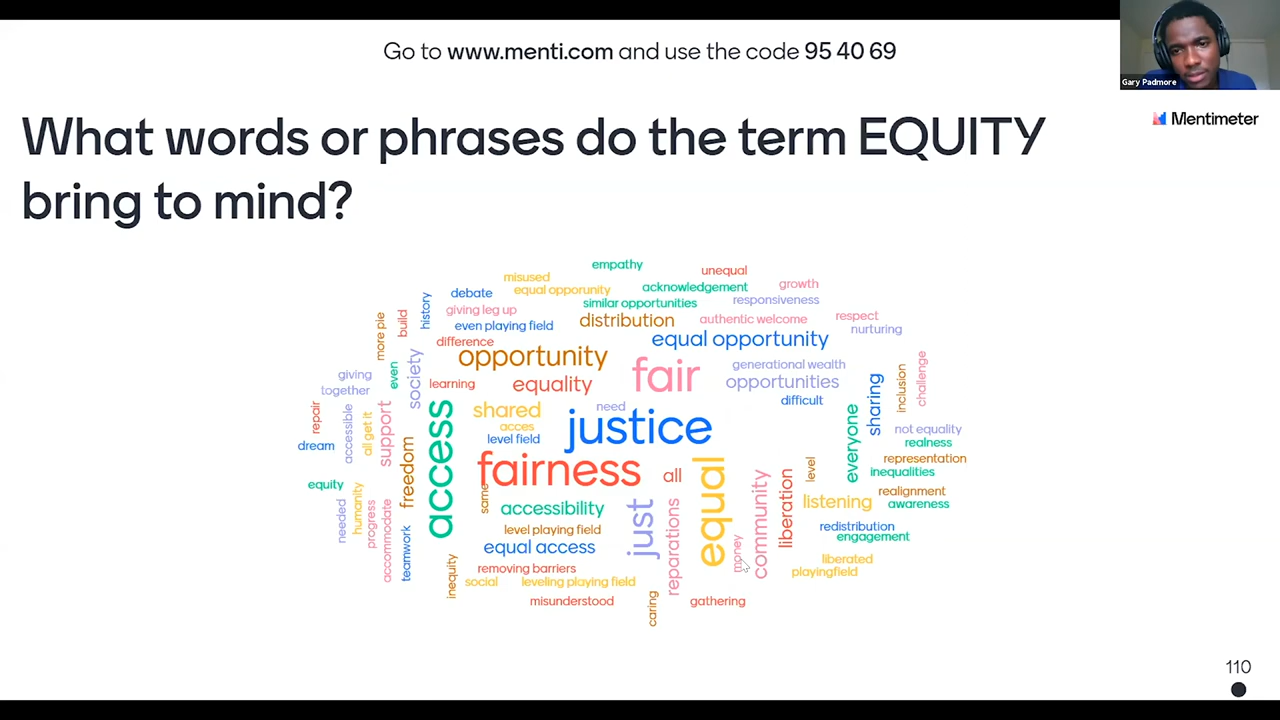 Go to www.menti.com and use the code 95 40 69
Gary Padmore
Mentimeter
What words or phrases do the term EQUITY
bring to mind?
empathy
misused
unequal
equal opporunity
acknowledgement
growth
debate
history
similar opportunities
responsiveness
giving leg up
even playing field
distribution
authentic welcome
respect
nurturing
more pie
build
difference
equal opportunity
opportunity
fair
generational wealth
giving
even
society
learning
equality
opportunities
together
difficult
sharing
inclusion
challenge
repair
accessible
all get it
support
access
shared
need
acces
justice
everyone
not equality
dream
level field
realness
freedom
fairness
all
equal
level
representation
inequalities
equity
needed
humanity
progress
accommodate
same
accessibility
just
reparations
community
liberation
listening
realignment
awareness
teamwork
level playing field
equal access
money
redistribution
engagement
inequity
removing barriers
social
leveling playing field
liberated
playingfield
misunderstood
caring
gathering
110